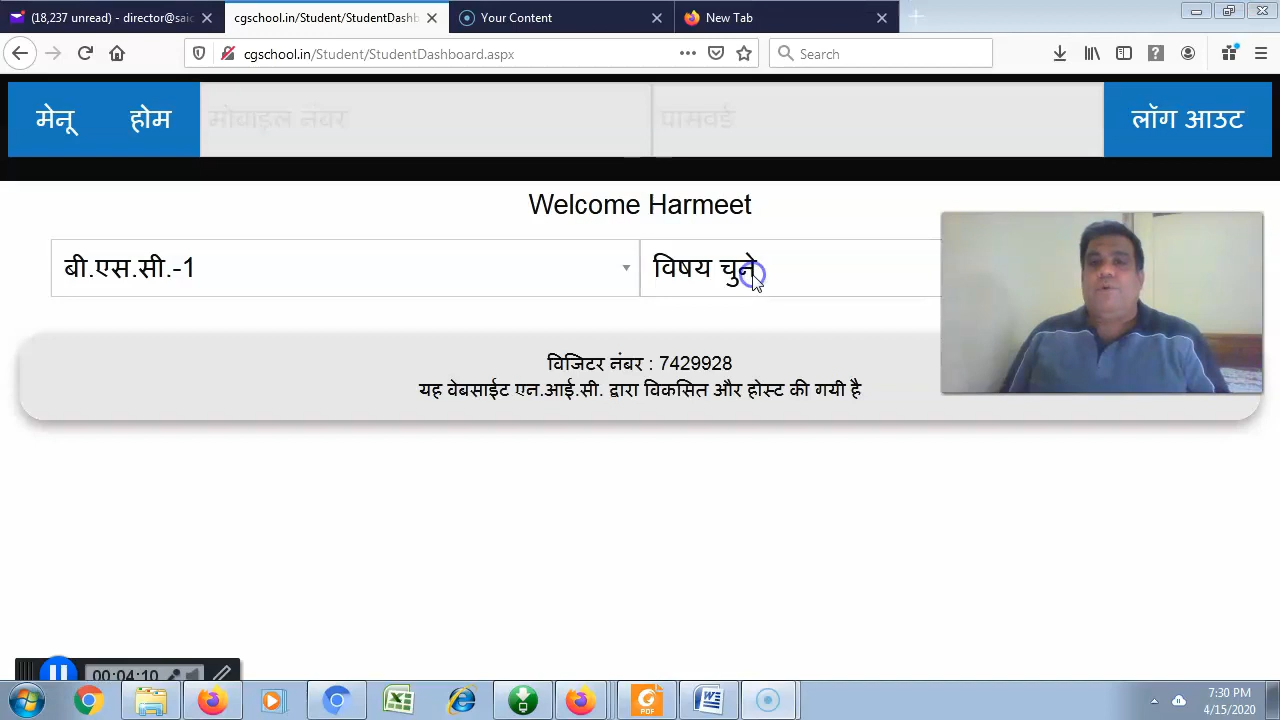 (18,237 unread) - director@saic
cgschool.in/Student/StudentDashb
Your Content
New Tab
cgschool.in/Student/StudentDashboard.aspx
Search
मेनू
होम
मोबाइल नंबर
पासवर्ड
लॉग आउट
Welcome Harmeet
बी.एस.सी.-1
विषय चुने
विजिटर नंबर : 7429928
यह वेबसाईट एन.आई.सी. द्वारा विकसित और होस्ट की गयी है
00:04:10
PDF
7:30 PM
4/15/2020